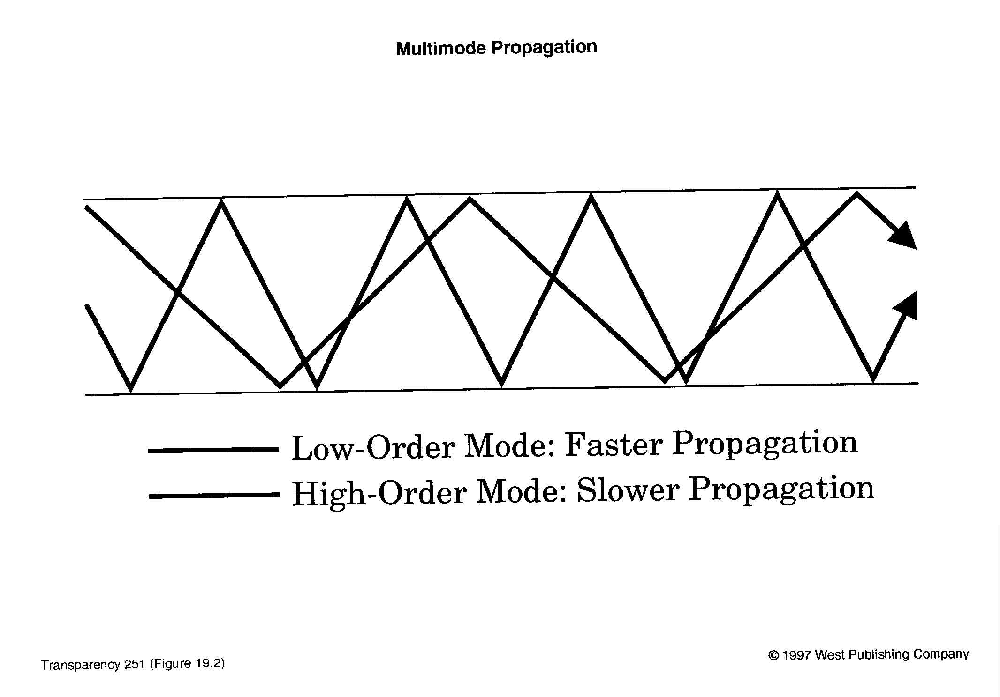 Multimode Propagation
Low-Order Mode: Faster Propagation
High-Order Mode: Slower Propagation
Transparency 251 (Figure 19.2)
© 1997 West Publishing Company